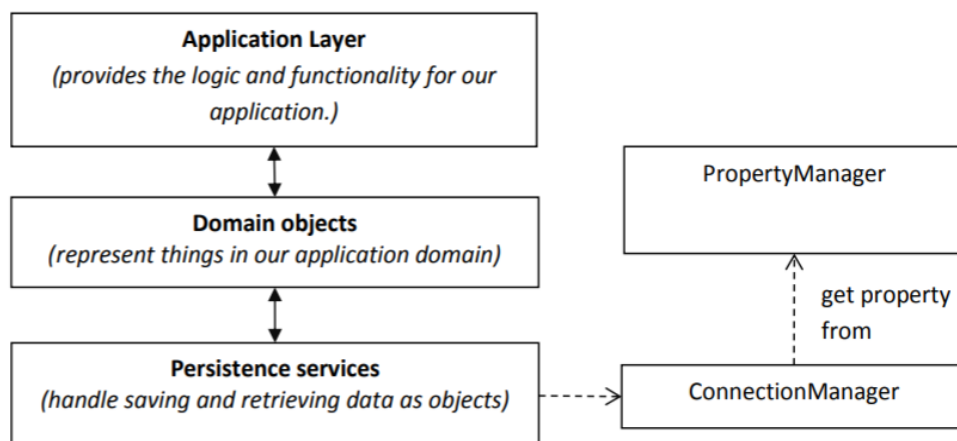 Application Layer
(provides the logic and functionality for our
application.)
Domain objects
(represent things in our application domain)
Persistence services
(handle saving and retrieving data as objects)
PropertyManager
get property
from
ConnectionManager